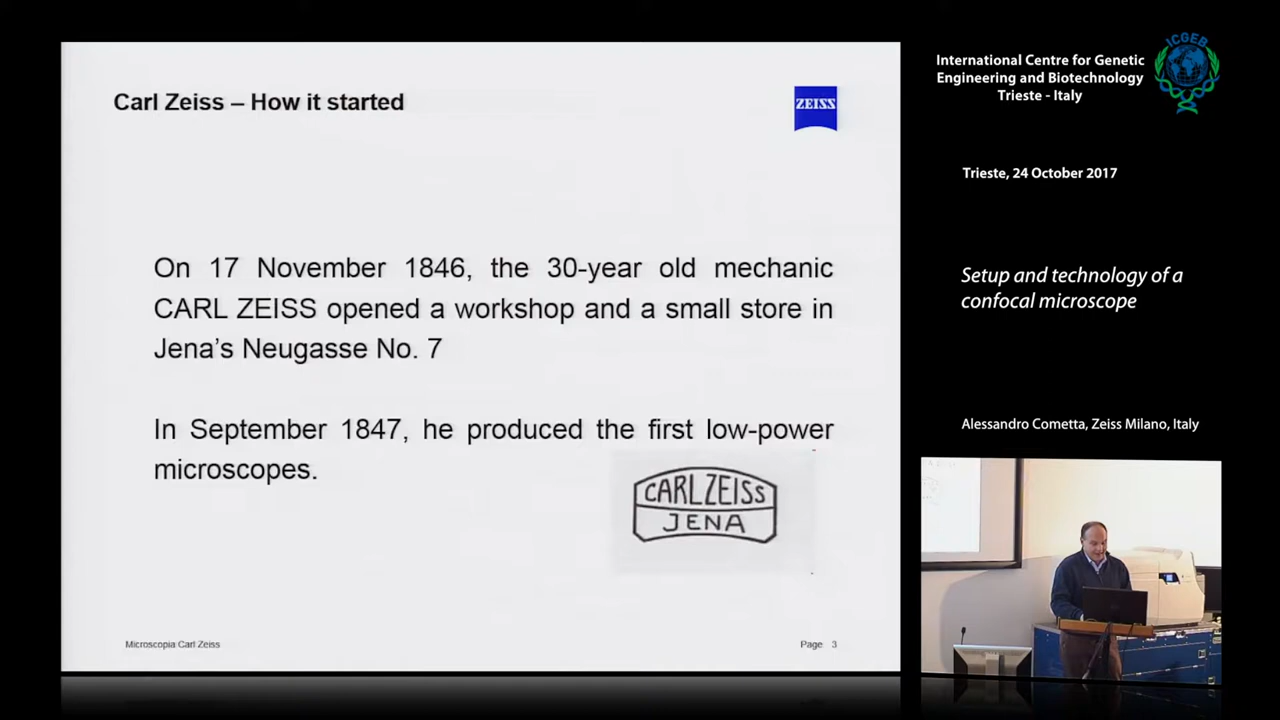 Carl Zeiss – How it started
ZEISS
On 17 November 1846, the 30-year old mechanic
CARL ZEISS opened a workshop and a small store in
Jena's Neugasse No. 7
In September 1847, he produced the first low-power
microscopes.
CARL ZEISS
JENA
Microscopia Carl Zeiss
Page 3
International Centre for Genetic
Engineering and Biotechnology
Trieste - Italy
ICGEB
Trieste, 24 October 2017
Setup and technology of a
confocal microscope
Alessandro Cometta, Zeiss Milano, Italy